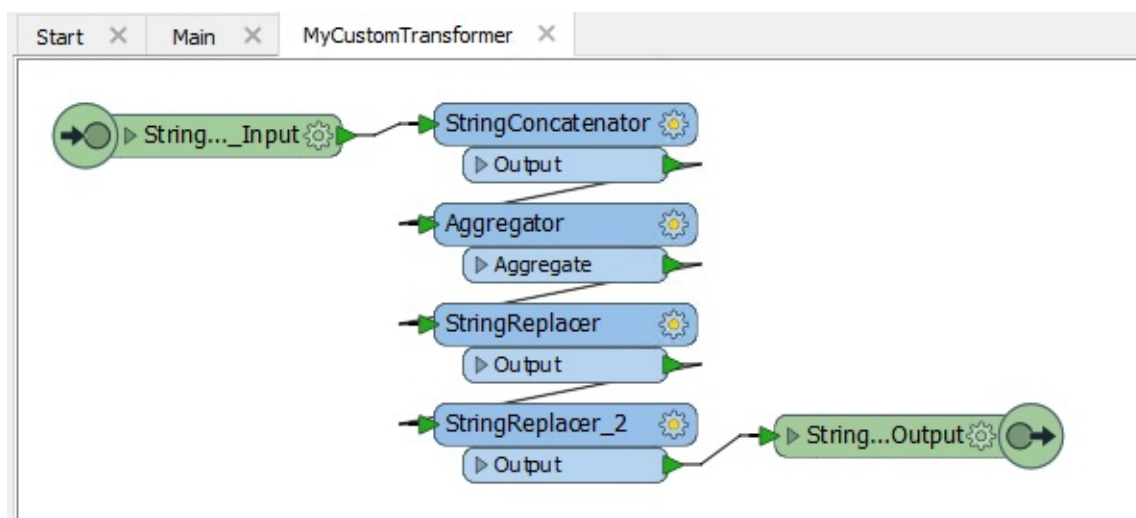 Start
Main
MyCustomTransformer
String..._Input
StringConcatenator
Output
Aggregator
Aggregate
StringReplacer
Output
StringReplacer_2
Output
String...Output